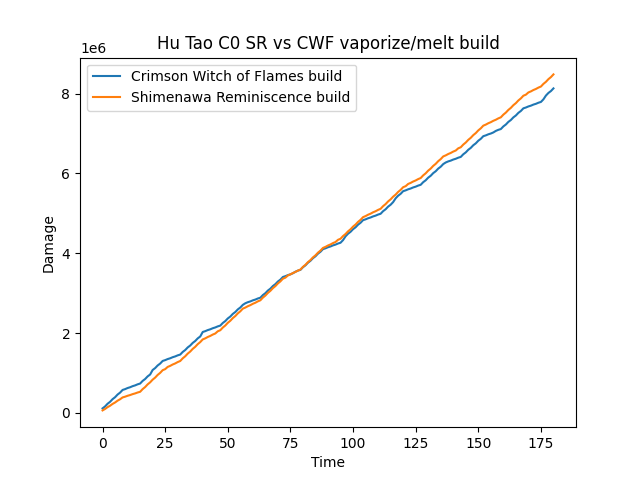 Hu Tao C0 SR vs CWF vaporize/melt build
1e6
Crimson Witch of Flames build
Shimenawa Reminiscence build
8
6
4
2
0
Damage
0 25 50 75 100 125 150 175
Time